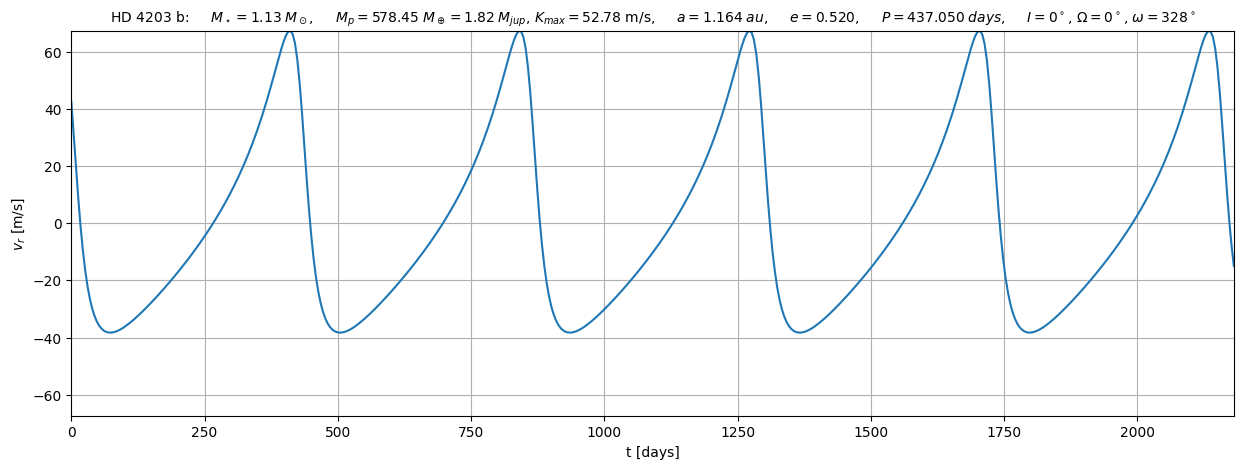 HD 4203 b: M⋆ = 1.13 M⊙, Mp = 578.45 M⊕ = 1.82 Mjup, Kmax = 52.78 m/s, a = 1.164 au, e = 0.520, P = 437.050 days, I = 0°, Ω = 0°, ω = 328°
60
40
20
0
−20
−40
−60
vr [m/s]
0 250 500 750 1000 1250 1500 1750 2000
t [days]